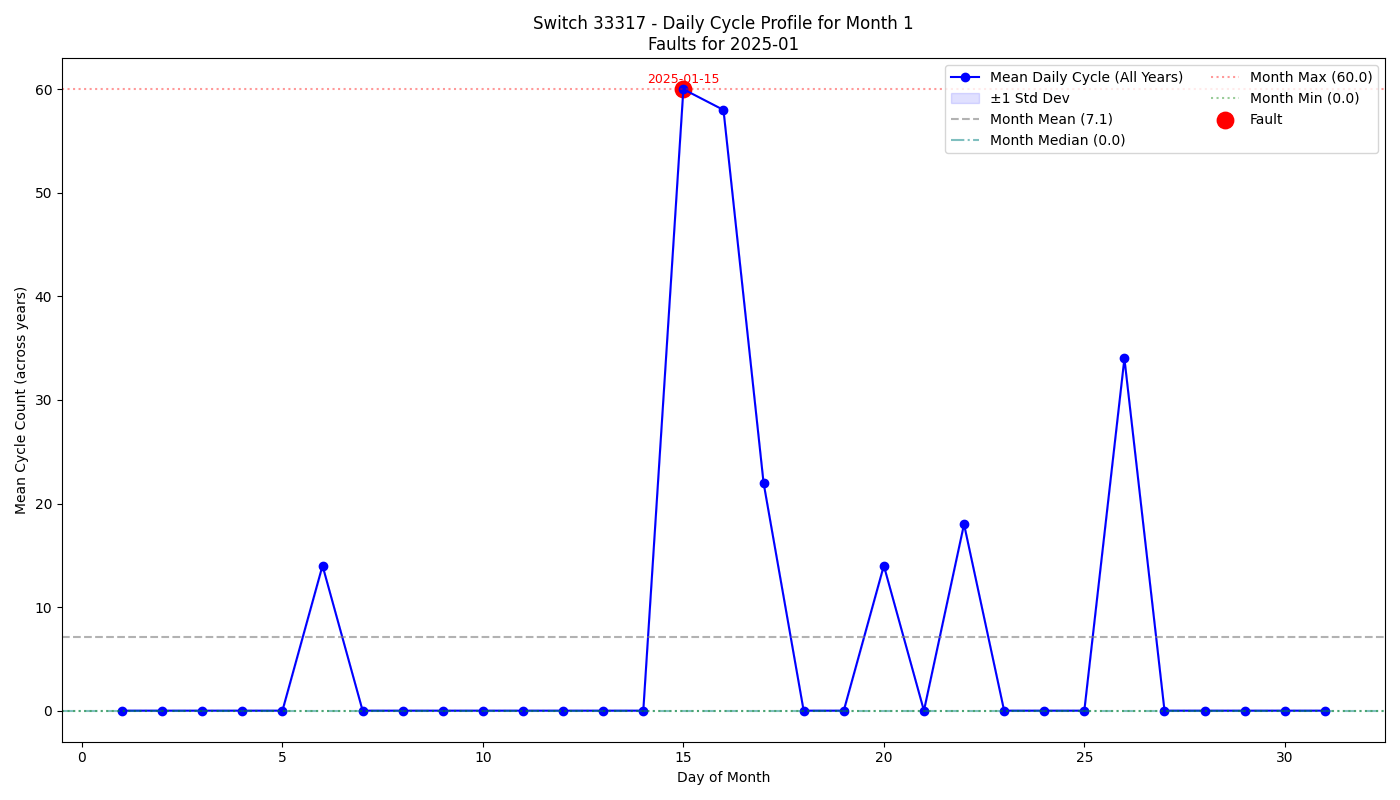 Switch 33317 - Daily Cycle Profile for Month 1
Faults for 2025-01
2025-01-15
Mean Daily Cycle (All Years)
±1 Std Dev
Month Mean (7.1)
Month Median (0.0)
Month Max (60.0)
Month Min (0.0)
Fault
Mean Cycle Count (across years)
60
50
40
30
20
10
0
0 5 10 15 20 25 30
Day of Month